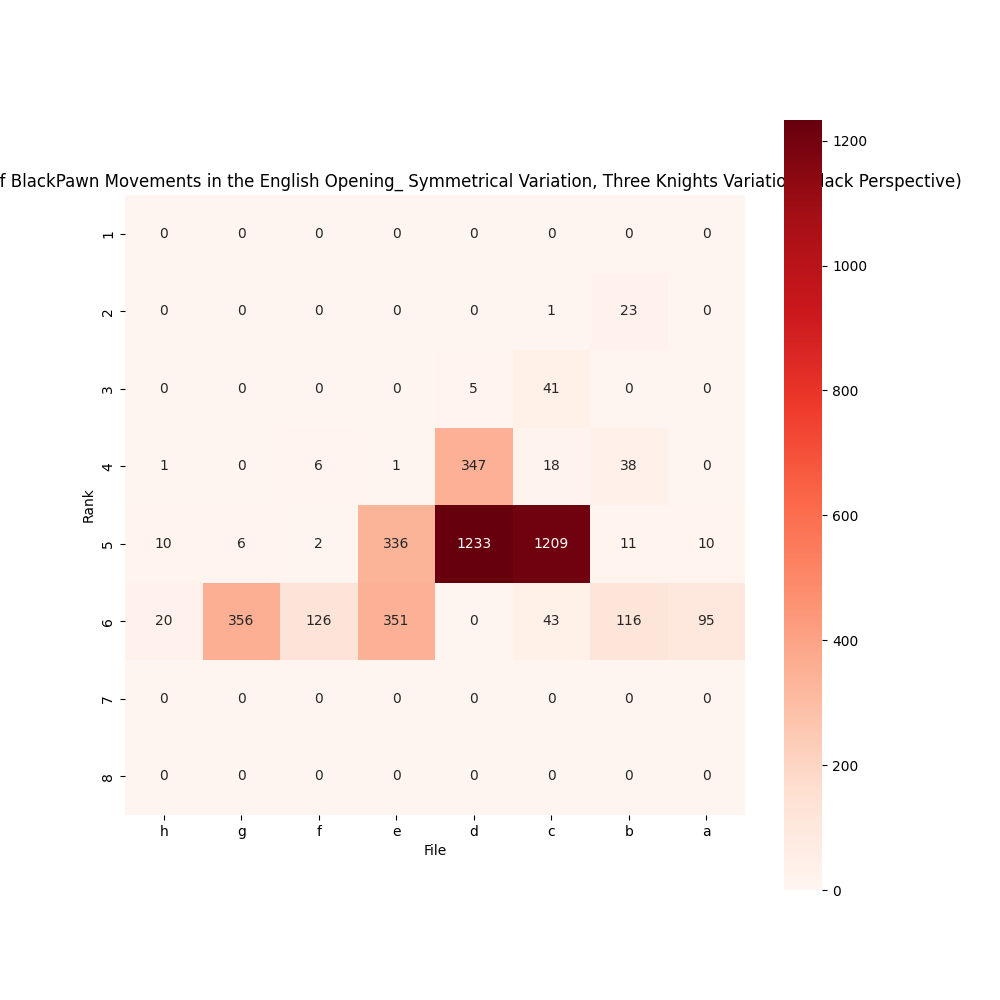 f BlackPawn Movements in the English Opening_ Symmetrical Variation, Three Knights Variatio lack Perspective)
1200
1000
800
600
400
200
0
Rank
1 0 0 0 0 0 0 0 0
2 0 0 0 0 0 1 23 0
3 0 0 0 0 5 41 0 0
4 1 0 6 1 347 18 38 0
5 10 6 2 336 1233 1209 11 10
6 20 356 126 351 0 43 116 95
7 0 0 0 0 0 0 0 0
8 0 0 0 0 0 0 0 0
h g f e d c b a
File